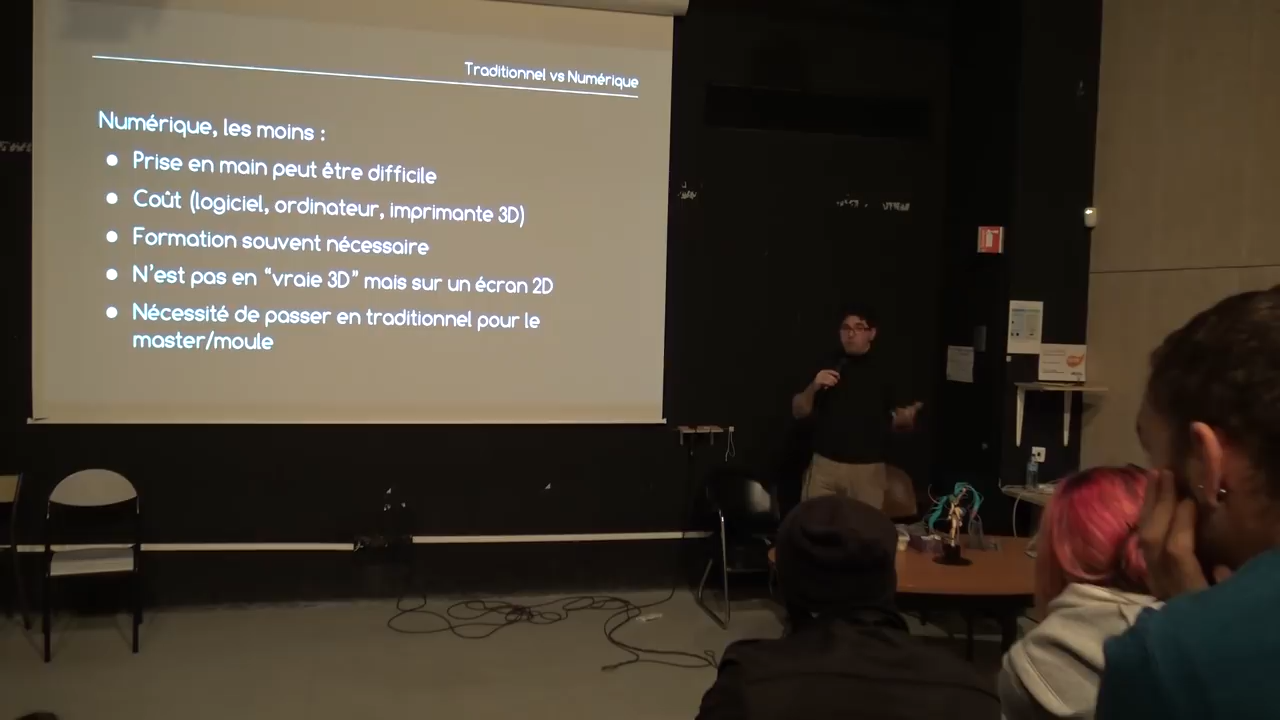 Traditionnel vs Numérique
Numérique, les moins :
● Prise en main peut être difficile
● Coût (logiciel, ordinateur, imprimante 3D)
● Formation souvent nécessaire
● N'est pas en “vraie 3D” mais sur un écran 2D
● Nécessité de passer en traditionnel pour le
master/moule